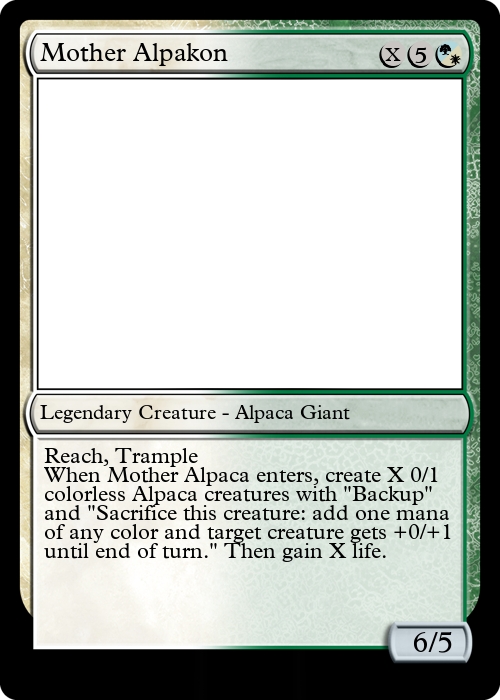 Mother Alpakon
X 5
Legendary Creature - Alpaca Giant
Reach, Trample
When Mother Alpaca enters, create X 0/1
colorless Alpaca creatures with "Backup"
and "Sacrifice this creature: add one mana
of any color and target creature gets +0/+1
until end of turn." Then gain X life.
6/5